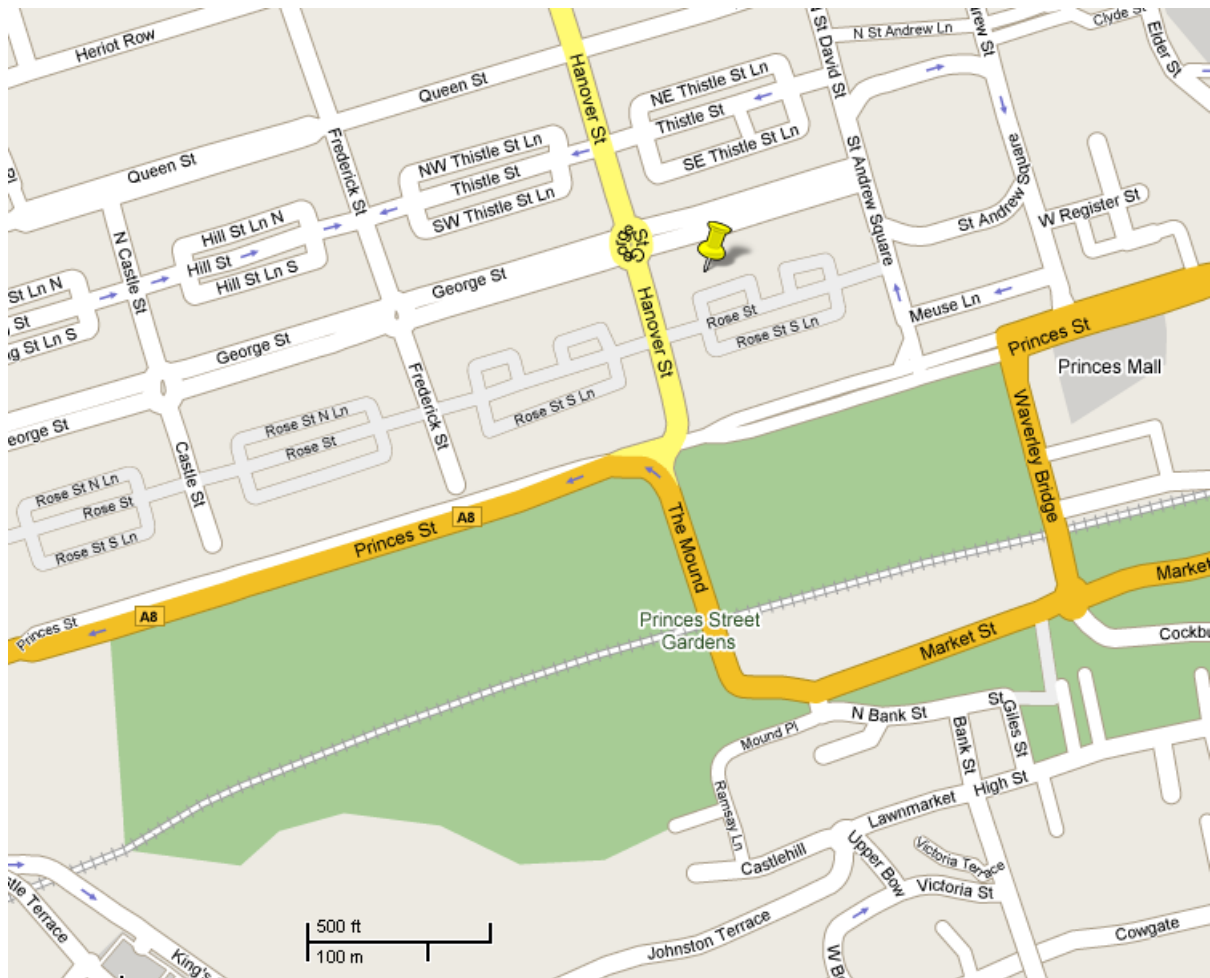 Heriot Row
Queen St
Queen St
Frederick St
Hanover St
NE Thistle St Ln
Thistle St
SE Thistle St Ln
N St David St
N St Andrew Ln
Clyde St
Elder St
NW Thistle St Ln
Thistle St
SW Thistle St Ln
St Andrew Square
St Andrew Square
W Register St
N Castle St
Hill St Ln N
Hill St
Hill St Ln S
St Ln N
g St
ng St Ln S
George St
George St
eorge St
St G
Hanover St
Rose St
Rose St S Ln
Meuse Ln
Princes St
Princes Mall
Frederick St
Rose St S Ln
Rose St N Ln
Rose St
Castle St
Rose St N Ln
Rose St
Rose St S Ln
Waverley Bridge
A8
Princes St
The Mound
A8
Princes St
Princes Street
Gardens
Market St
Market
Cockbu
N Bank St
St Giles St
Bank St
Mound Pl
Ramsay Ln
High St
Lawnmarket
Castlehill
Upper Bow
Victoria Terrace
Victoria St
Johnston Terrace
W B
Cowgate
stle Terrace
King's
500 ft
100 m